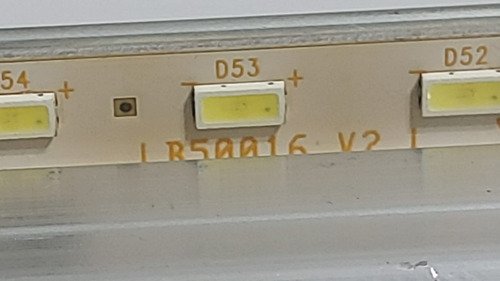 54 + D53 + D52
LB50016 V2